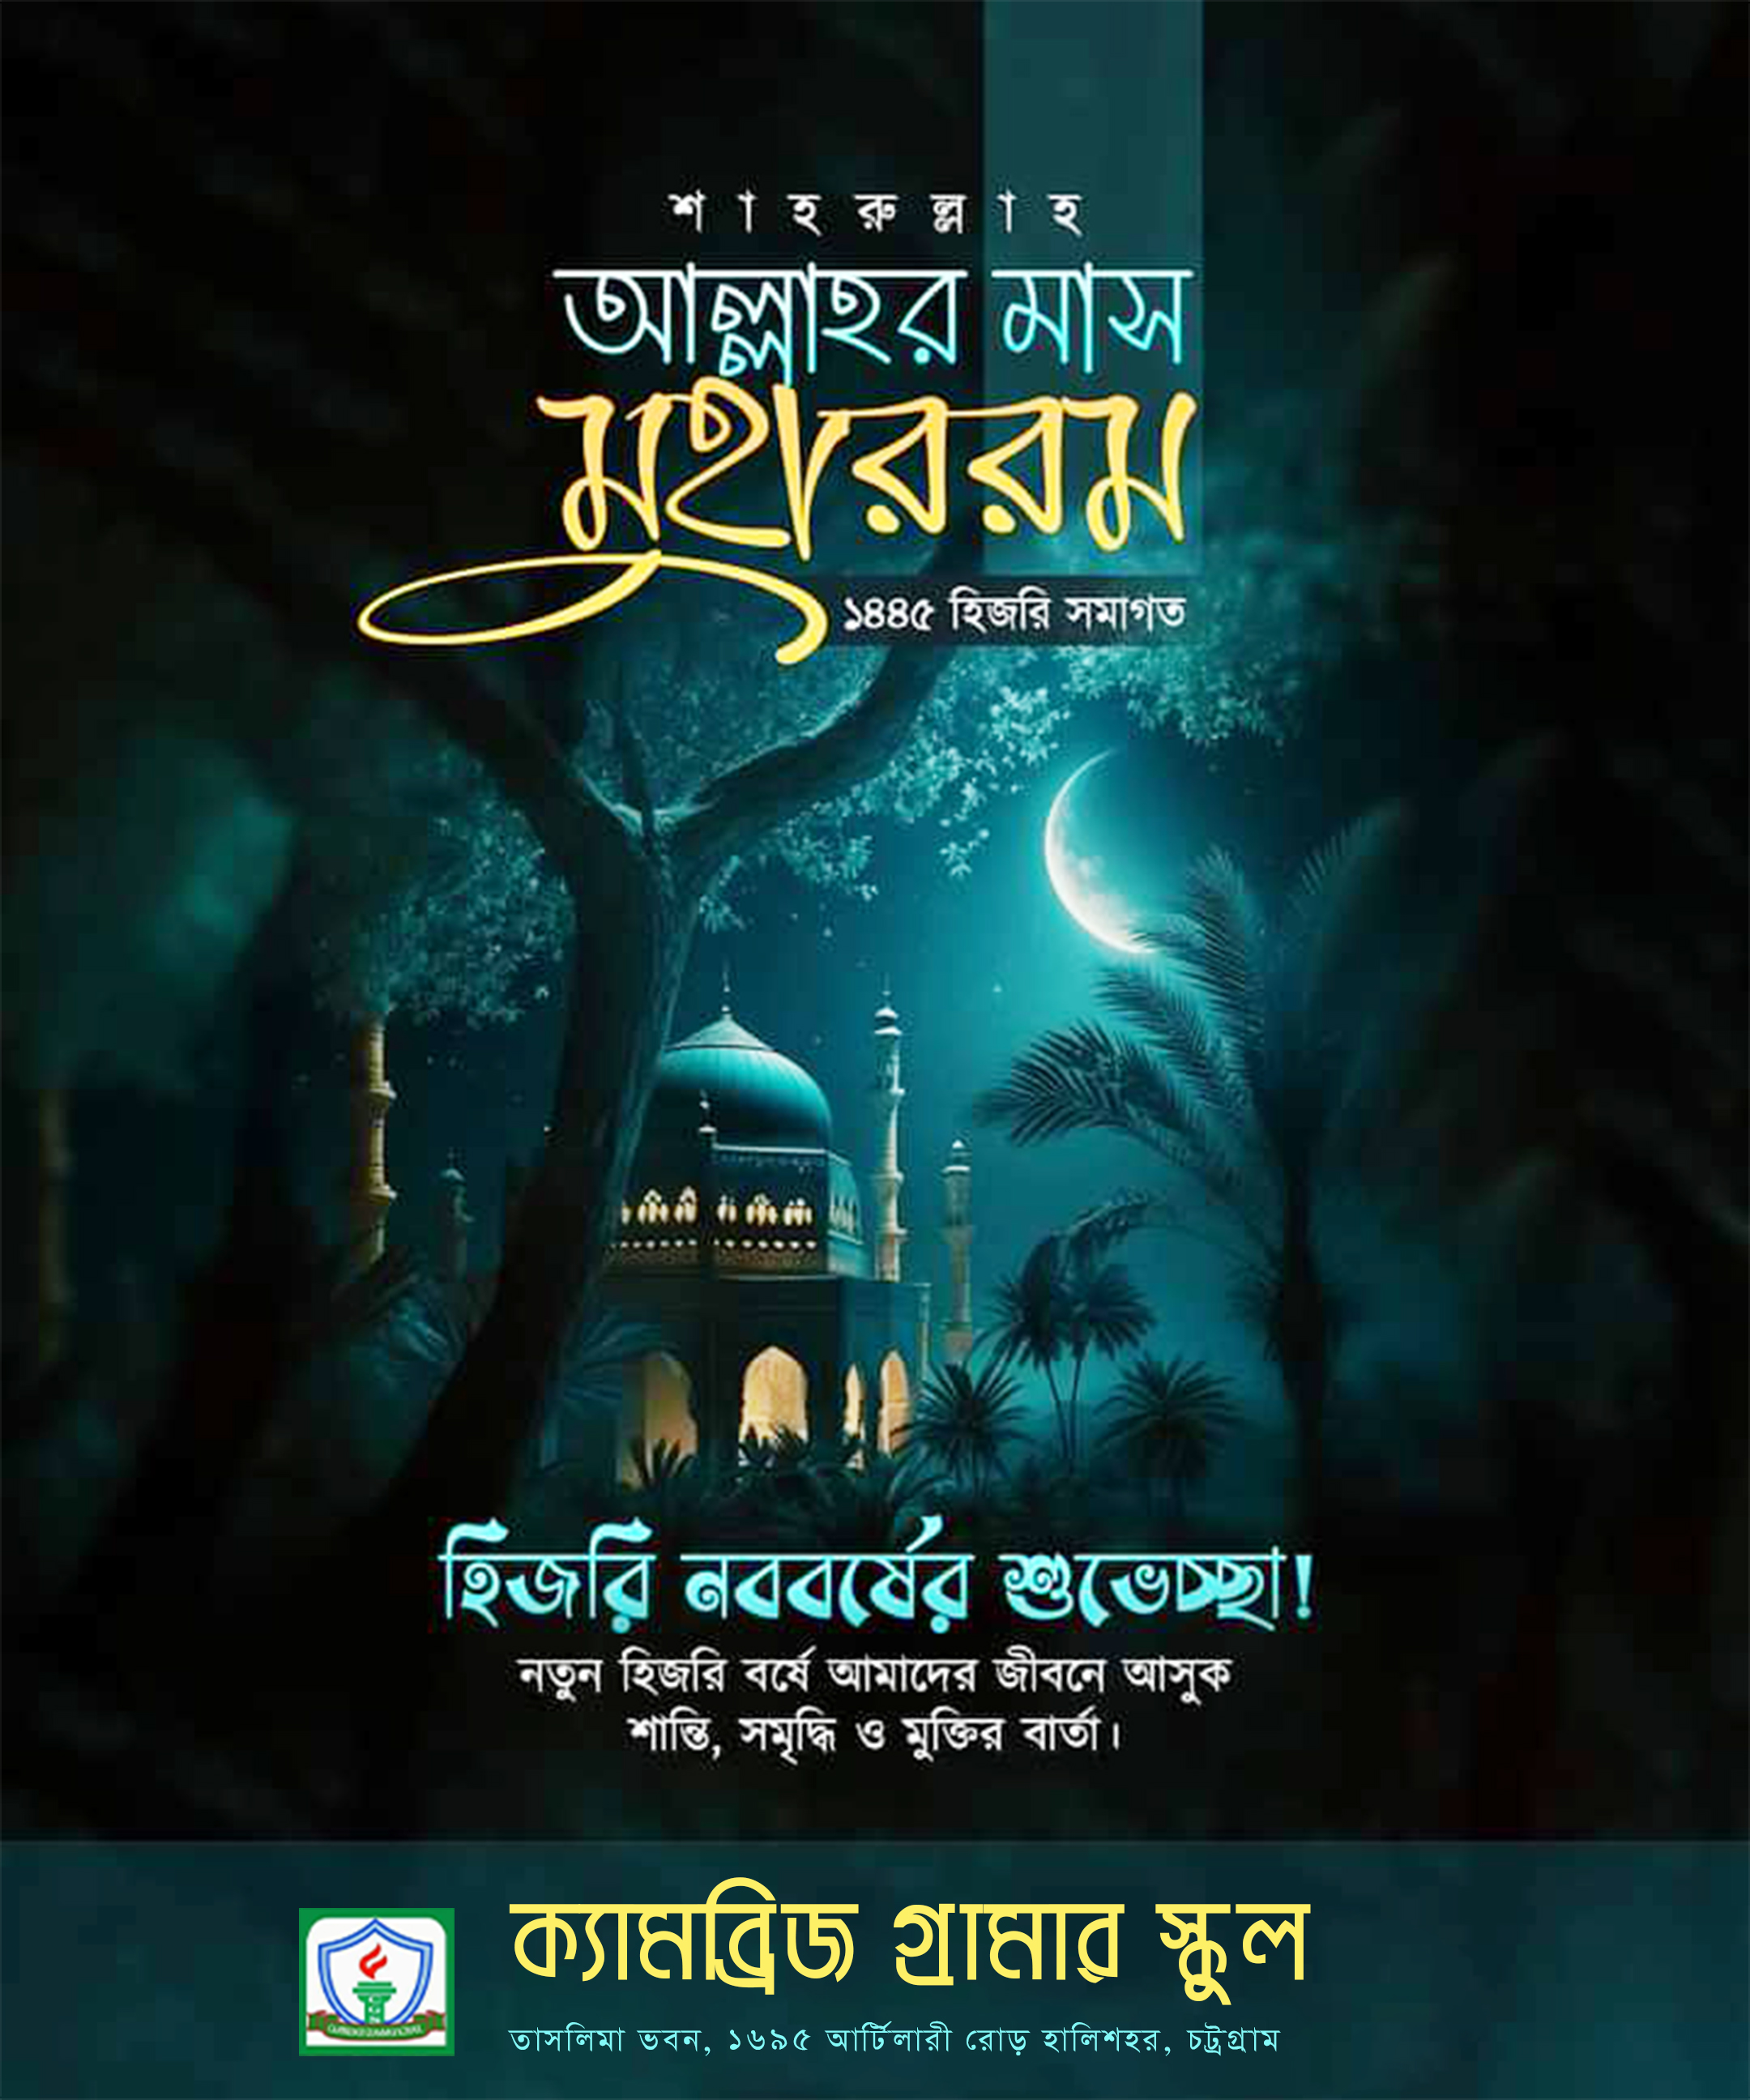 শাহরুল্লাহ
আল্লাহর মাস
মুহাররম
১৪৪৫ হিজরি সমাগত
হিজরি নববর্ষের শুভেচ্ছা!
নতুন হিজরি বর্ষে আমাদের জীবনে আসুক
শান্তি, সমৃদ্ধি ও মুক্তির বার্তা।
ক্যামব্রিজ গ্রামার স্কুল
তাসলিমা ভবন, ১৬৯৫ আর্টিলারী রোড় হালিশহর, চট্রগ্রাম